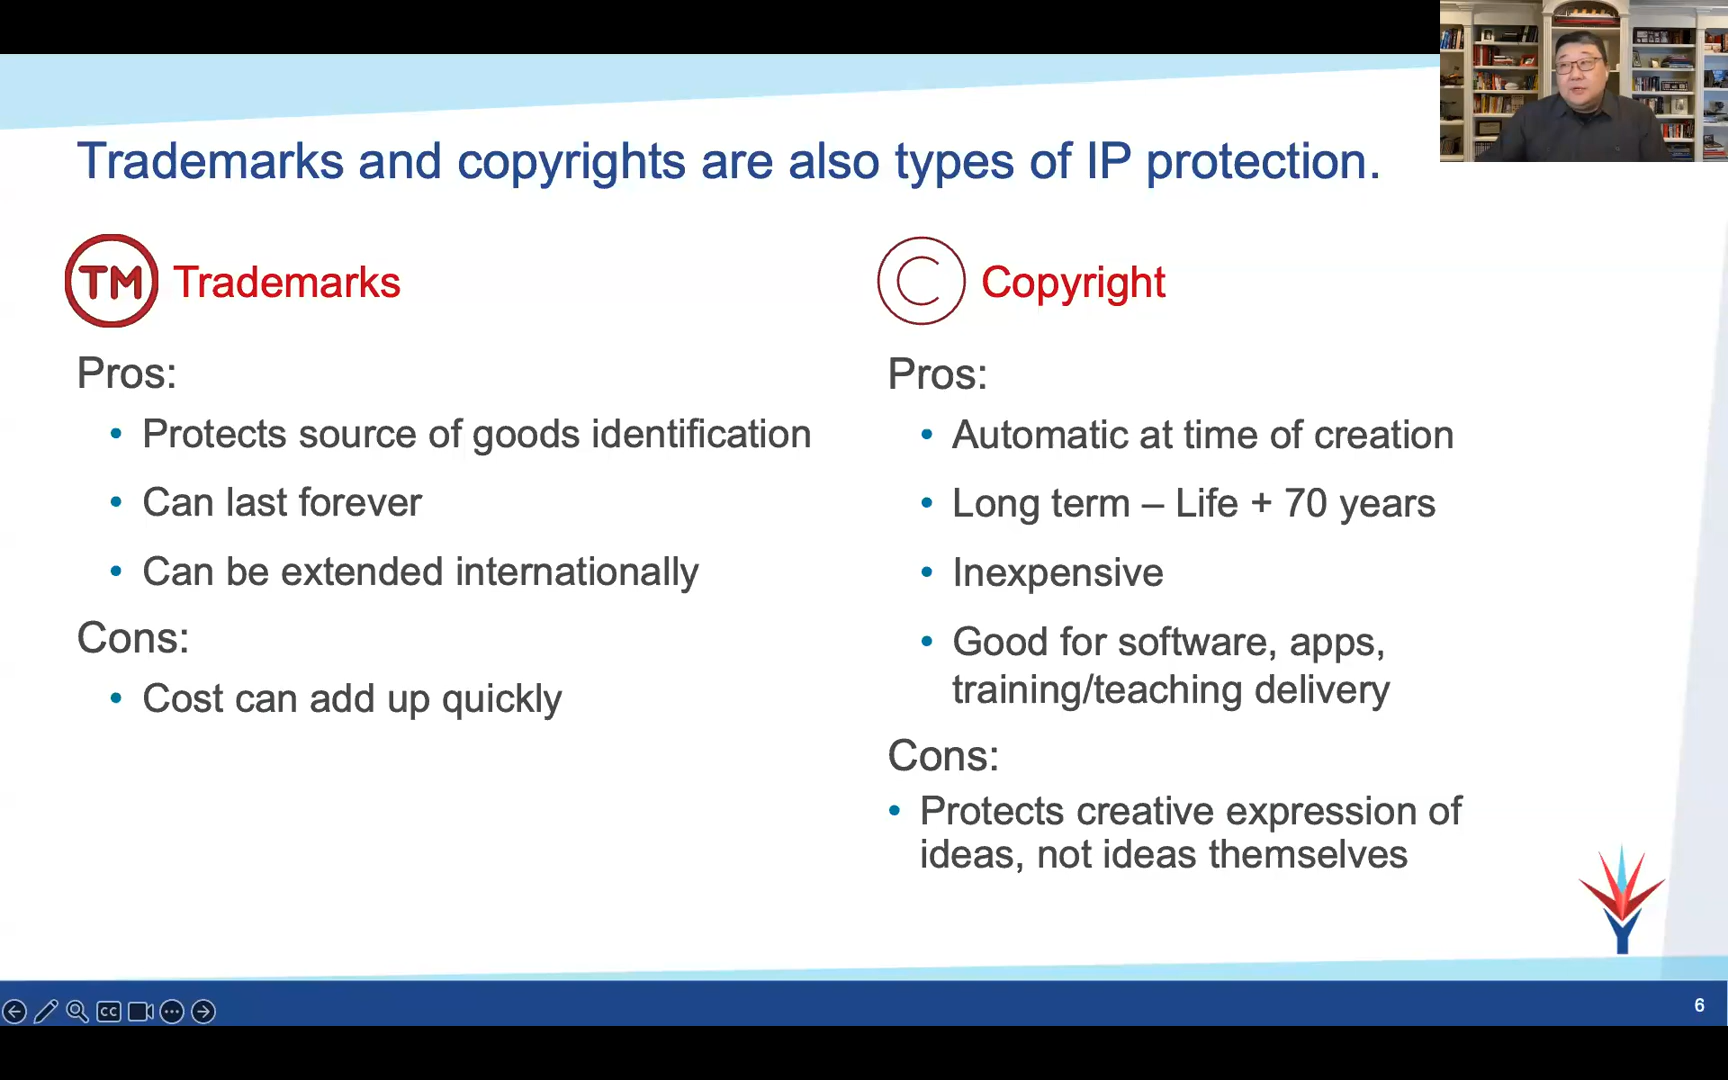 Trademarks and copyrights are also types of IP protection.
TM Trademarks
Pros:
• Protects source of goods identification
• Can last forever
• Can be extended internationally
Cons:
• Cost can add up quickly
C Copyright
Pros:
• Automatic at time of creation
• Long term – Life + 70 years
• Inexpensive
• Good for software, apps,
training/teaching delivery
Cons:
• Protects creative expression of
ideas, not ideas themselves
CC
6